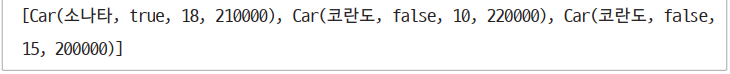 [Car(소나타, true, 18, 210000), Car(코란도, false, 10, 220000), Car(코란도, false,
15, 200000)]